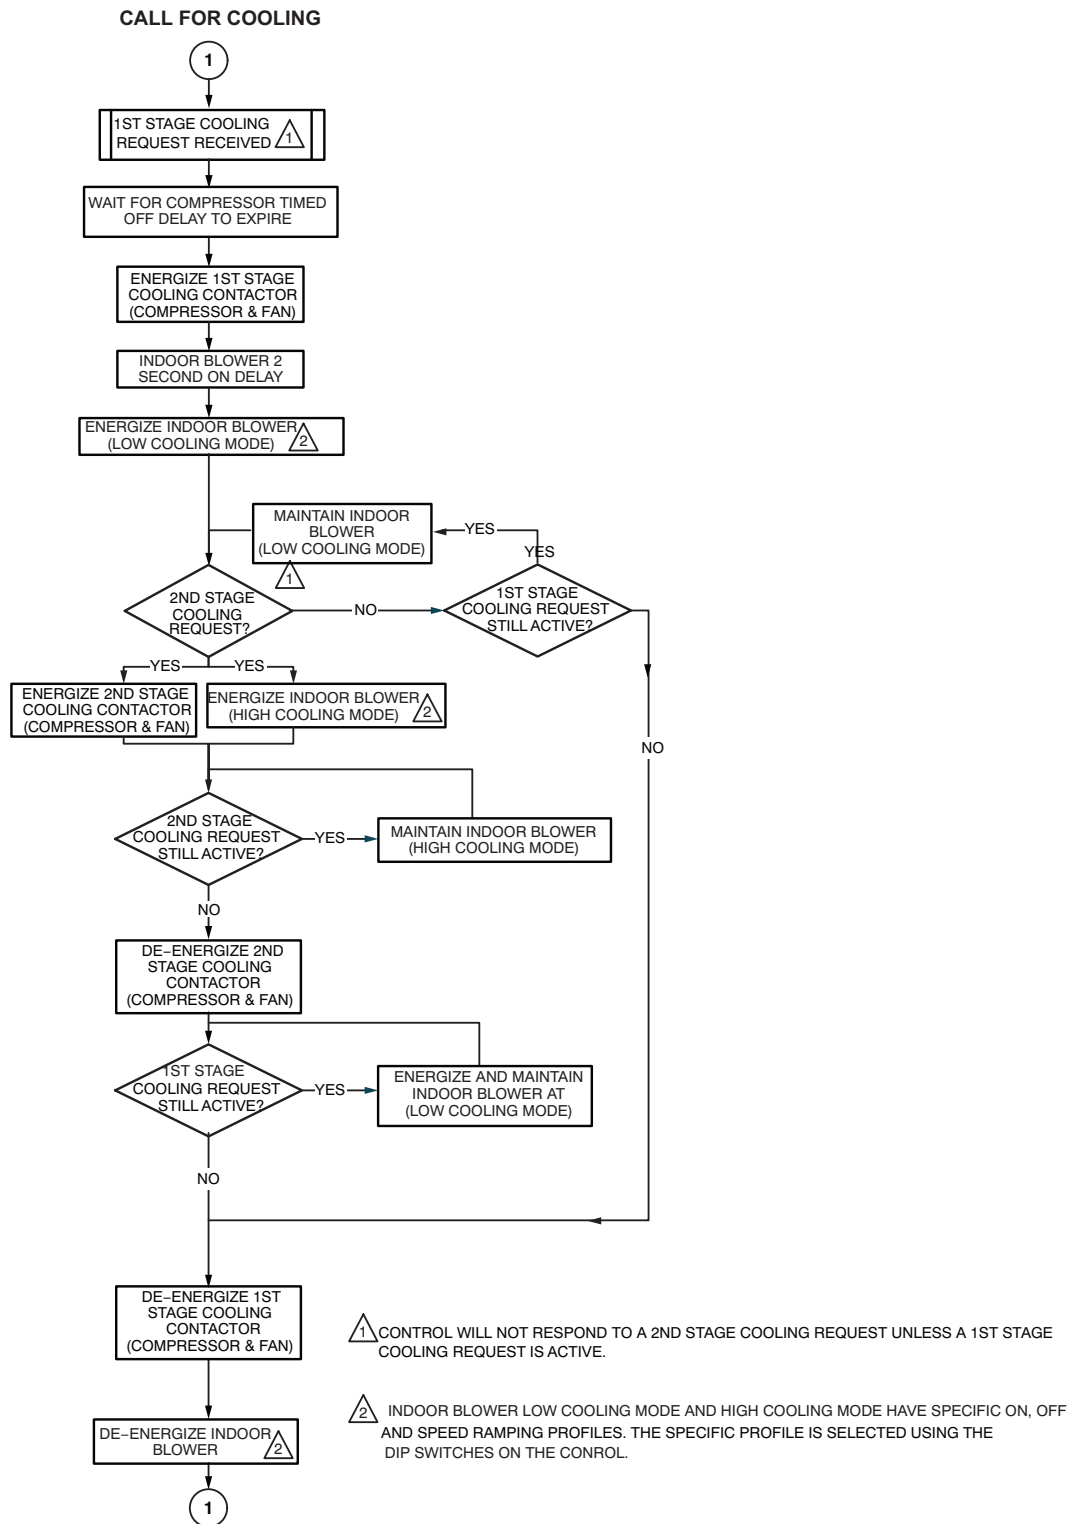 CALL FOR COOLING
1
1ST STAGE COOLING
REQUEST RECEIVED 1
WAIT FOR COMPRESSOR TIMED
OFF DELAY TO EXPIRE
ENERGIZE 1ST STAGE
COOLING CONTACTOR
(COMPRESSOR & FAN)
INDOOR BLOWER 2
SECOND ON DELAY
ENERGIZE INDOOR BLOWER
(LOW COOLING MODE) 2
MAINTAIN INDOOR
BLOWER
(LOW COOLING MODE)
1
YES
YES
2ND STAGE
COOLING
REQUEST?
NO
1ST STAGE
COOLING REQUEST
STILL ACTIVE?
YES
YES
ENERGIZE 2ND STAGE
COOLING CONTACTOR
(COMPRESSOR & FAN)
ENERGIZE INDOOR BLOWER
(HIGH COOLING MODE) 2
NO
2ND STAGE
COOLING REQUEST
STILL ACTIVE?
YES
MAINTAIN INDOOR BLOWER
(HIGH COOLING MODE)
NO
DE-ENERGIZE 2ND
STAGE COOLING
CONTACTOR
(COMPRESSOR & FAN)
1ST STAGE
COOLING REQUEST
STILL ACTIVE?
YES
ENERGIZE AND MAINTAIN
INDOOR BLOWER AT
(LOW COOLING MODE)
NO
DE-ENERGIZE 1ST
STAGE COOLING
CONTACTOR
(COMPRESSOR & FAN)
DE-ENERGIZE INDOOR
BLOWER 2
1
1 CONTROL WILL NOT RESPOND TO A 2ND STAGE COOLING REQUEST UNLESS A 1ST STAGE
COOLING REQUEST IS ACTIVE.
2 INDOOR BLOWER LOW COOLING MODE AND HIGH COOLING MODE HAVE SPECIFIC ON, OFF
AND SPEED RAMPING PROFILES. THE SPECIFIC PROFILE IS SELECTED USING THE
DIP SWITCHES ON THE CONROL.